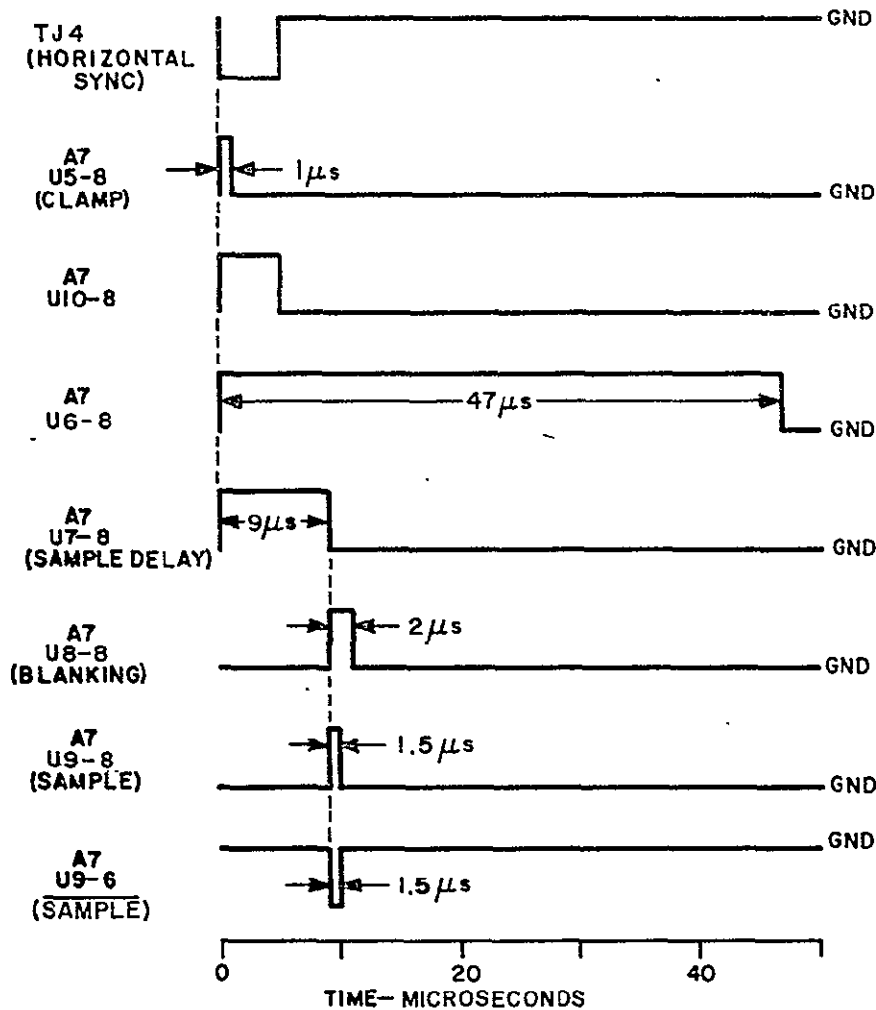 TJ4
(HORIZONTAL
SYNC)
GND
A7
U5-8
(CLAMP)
1μs
GND
A7
U10-8
GND
A7
U6-8
47μs
GND
A7
U7-8
(SAMPLE DELAY)
9μs
GND
A7
U8-8
(BLANKING)
2μs
GND
A7
U9-8
(SAMPLE)
1.5μs
GND
A7
U9-6
(SAMPLE)
1.5μs
GND
0 20 40
TIME—MICROSECONDS